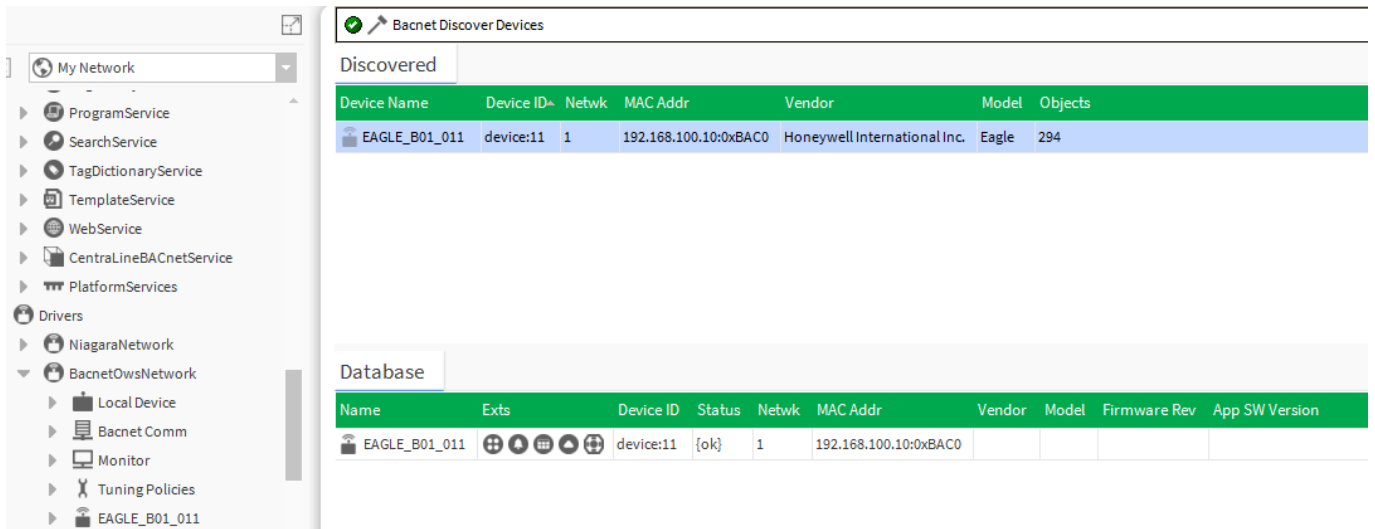 Bacnet Discover Devices
My Network
ProgramService
SearchService
TagDictionaryService
TemplateService
WebService
CentraLineBACnetService
PlatformServices
Drivers
NiagaraNetwork
BacnetOwsNetwork
Local Device
Bacnet Comm
Monitor
Tuning Policies
EAGLE_B01_011
Discovered
Device Name Device ID Netwk MAC Addr Vendor Model Objects
EAGLE_B01_011 device:11 1 192.168.100.10:0xBAC0 Honeywell International Inc. Eagle 294
Database
Name Exts Device ID Status Netwk MAC Addr Vendor Model Firmware Rev App SW Version
EAGLE_B01_011 device:11 {ok} 1 192.168.100.10:0xBAC0